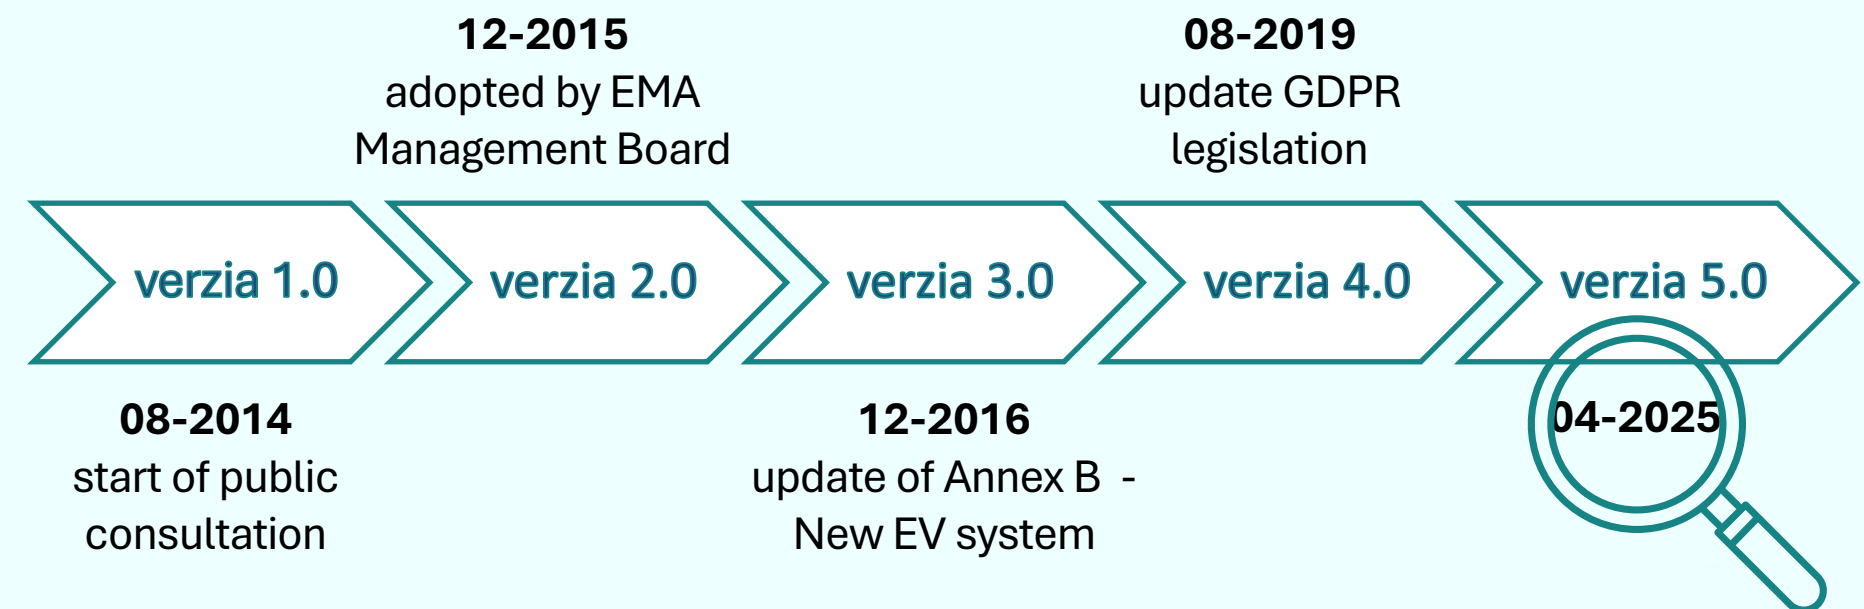 12-2015
adopted by EMA
Management Board
08-2019
update GDPR
legislation
verzia 1.0
verzia 2.0
verzia 3.0
verzia 4.0
verzia 5.0
08-2014
start of public
consultation
12-2016
update of Annex B -
New EV system
04-2025